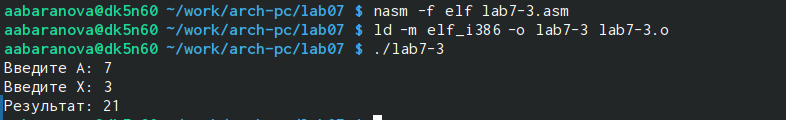 aabaranova@dk5n60 ~/work/arch-pc/lab07 $ nasm -f elf lab7-3.asm
aabaranova@dk5n60 ~/work/arch-pc/lab07 $ ld -m elf_i386 -o lab7-3 lab7-3.o
aabaranova@dk5n60 ~/work/arch-pc/lab07 $ ./lab7-3
Введите A: 7
Введите X: 3
Результат: 21